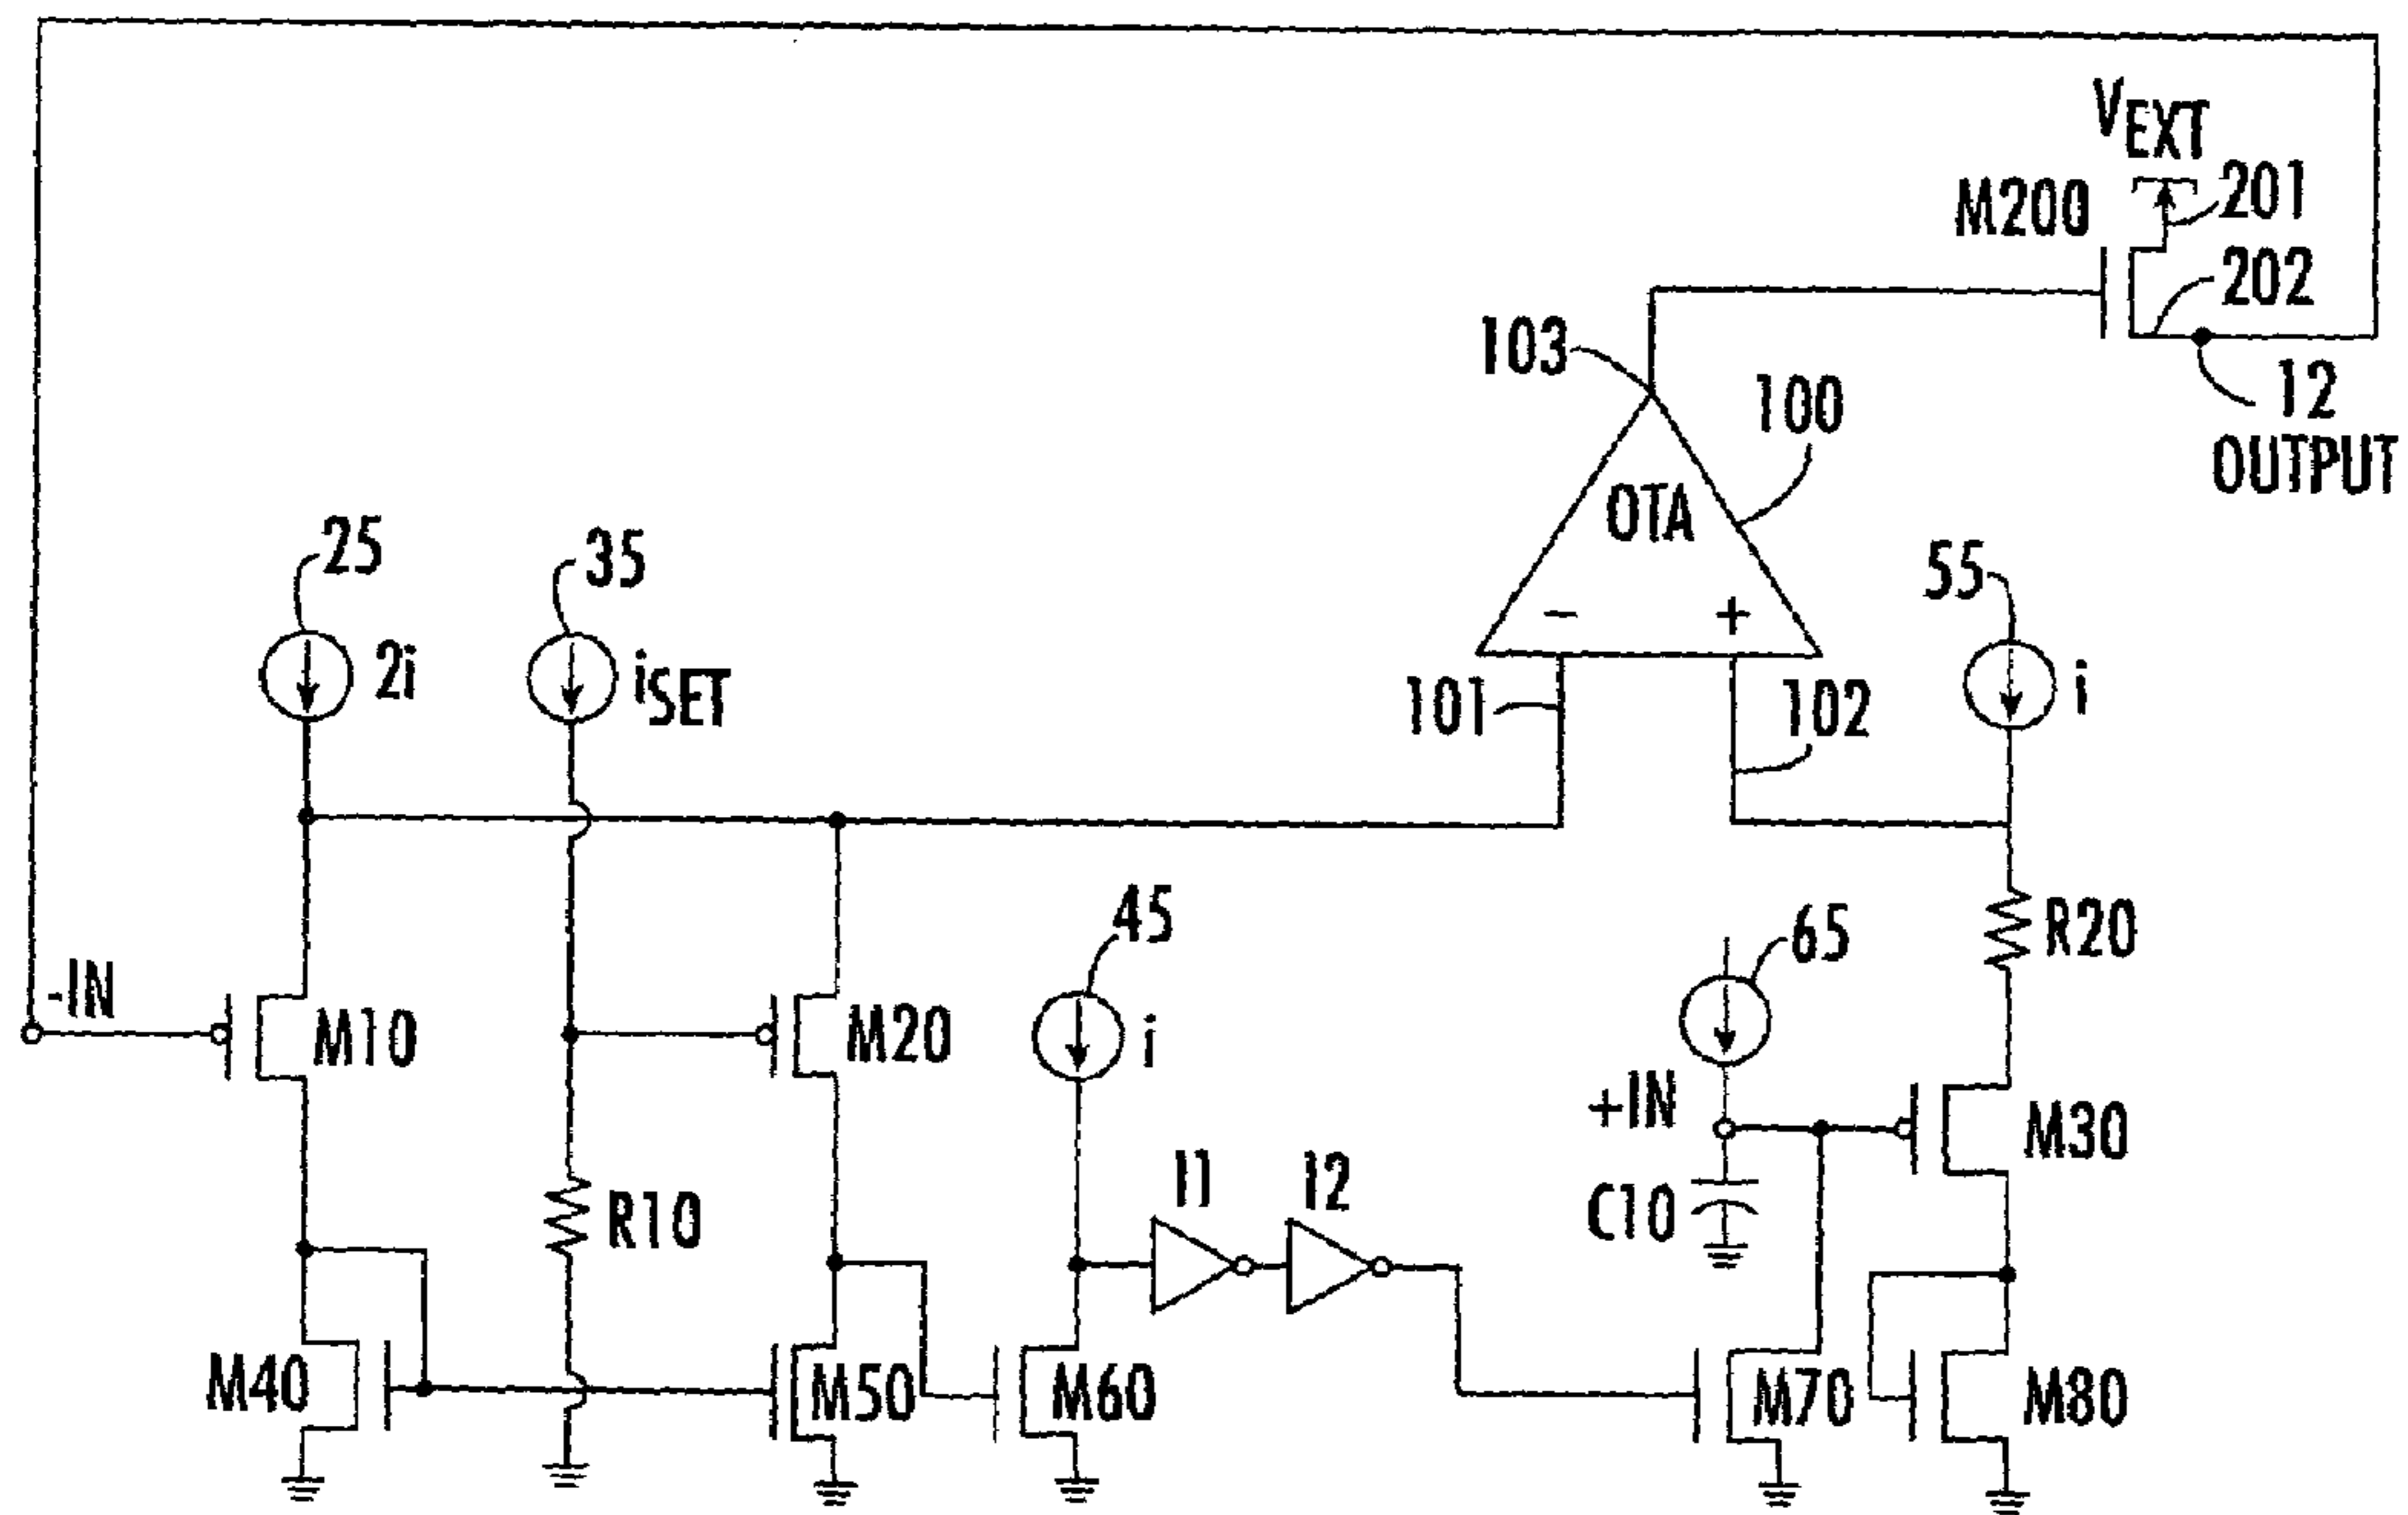 VEXT
M200
201
202
103
100
12
OUTPUT
OTA
25
35
55
2i
iSET
- +
101
102
i
45
65
R20
-IN
M10
M20
i
+IN
M30
R10
I1
I2
C10
M40
M50
M60
M70
M80